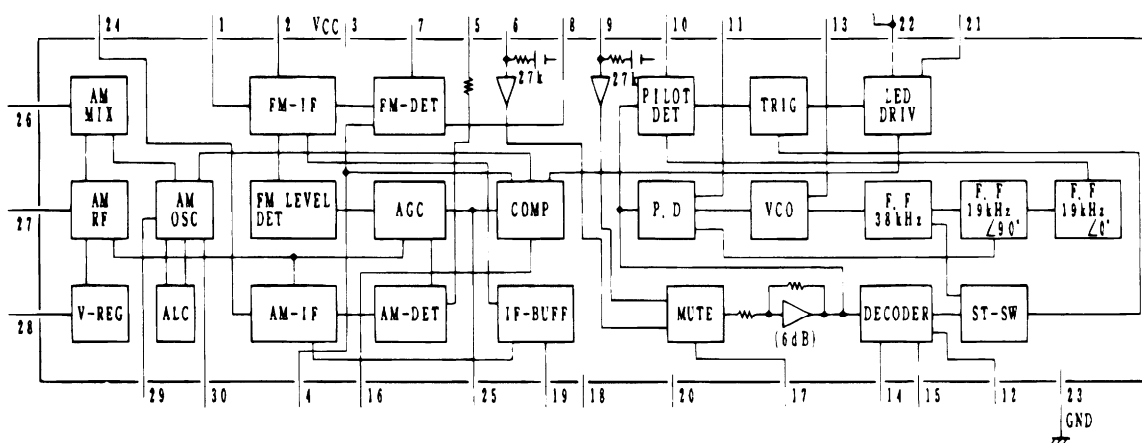 24 1 2 VCC 3 7 5 6 8 9 10 11 13 22 21
27k 27k
AM MIX
FM-IF
FM-DET
PILOT DET
TRIG
LED DRIV
26
AM RF
AM OSC
FM LEVEL DET
AGC
COMP
P.D
VCO
F.F 38kHz
F.F 19kHz ∠90°
F.F 19kHz ∠0°
27
V-REG
ALC
AM-IF
AM-DET
IF-BUFF
MUTE
(6dB)
DECODER
ST-SW
28
29 30 4 16 25 19 18 20 17 14 15 12 23
GND